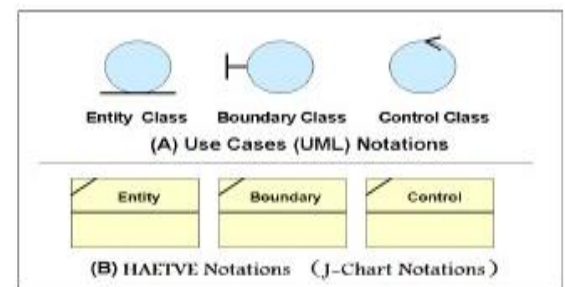 Entity Class Boundary Class Control Class
(A) Use Cases (UML) Notations
Entity Boundary Control
(B) HAETVE Notations (J-Chart Notations)